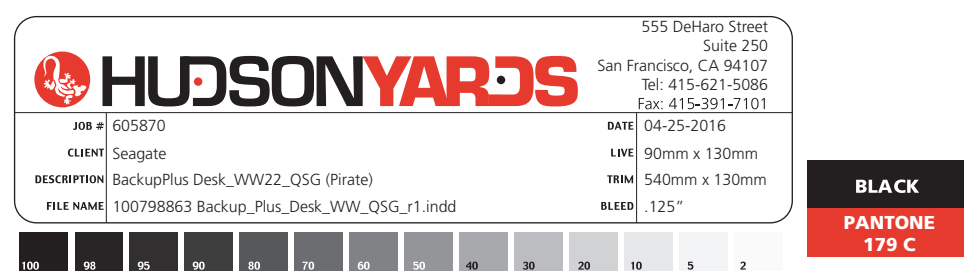 555 DeHaro Street
Suite 250
San Francisco, CA 94107
Tel: 415-621-5086
Fax: 415-391-7101
HUDSONYARDS
JOB # 605870
DATE 04-25-2016
CLIENT Seagate
LIVE 90mm x 130mm
DESCRIPTION BackupPlus Desk_WW22_QSG (Pirate)
TRIM 540mm x 130mm
FILE NAME 100798863 Backup_Plus_Desk_WW_QSG_r1.indd
BLEED .125”
BLACK
PANTONE
179 C
100 98 95 90 80 70 60 50 40 30 20 10 5 2